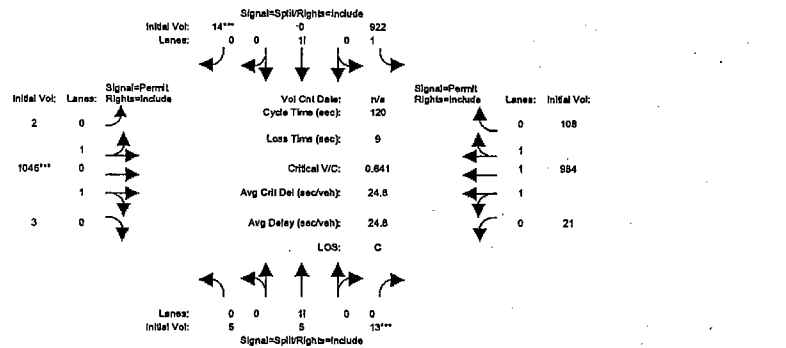 Signal=Split/Rights=Include
Initial Vol: 14*** 0 922
Lanes: 0 0 1! 0 1
Signal=Permit
Initial Vol: Lanes: Rights=Include
Vol Cnt Date: n/a
Signal=Permit
Rights=Include Lanes: Initial Vol:
2 0
Cycle Time (sec): 120
0 108
Loss Time (sec): 9
1
1
1045*** 0
Critical V/C: 0.641
1 984
1
Avg Crit Del (sec/veh): 24.8
1
3 0
Avg Delay (sec/veh): 24.8
0 21
LOS: C
Lanes: 0 0 1! 0 0
Initial Vol: 5 5 13***
Signal=Split/Rights=Include